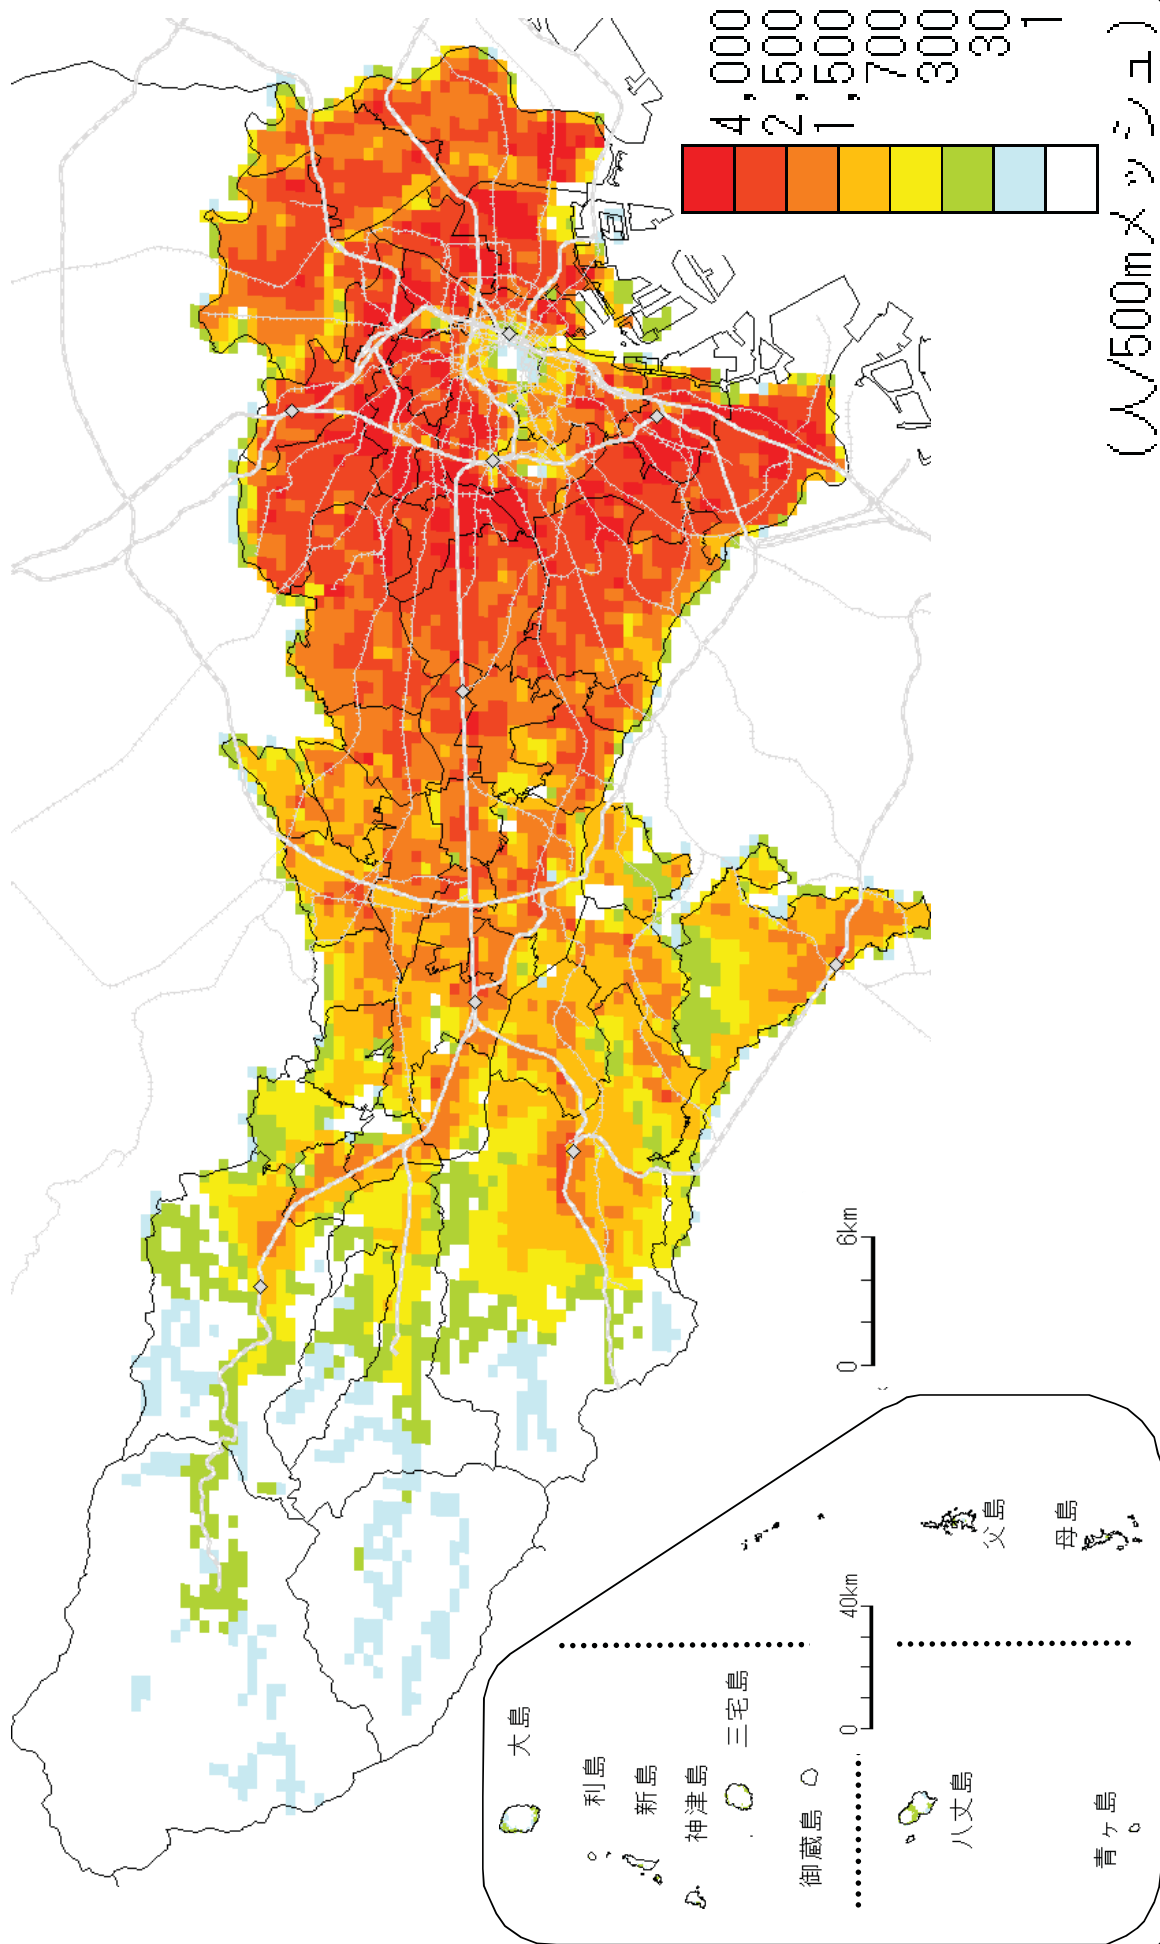 4,000
2,500
1,500
700
300
30
1
(人/500mメッシュ)
0 6km
0 40km
大島
利島
新島
神津島
三宅島
御蔵島
八丈島
青ヶ島
父島
母島